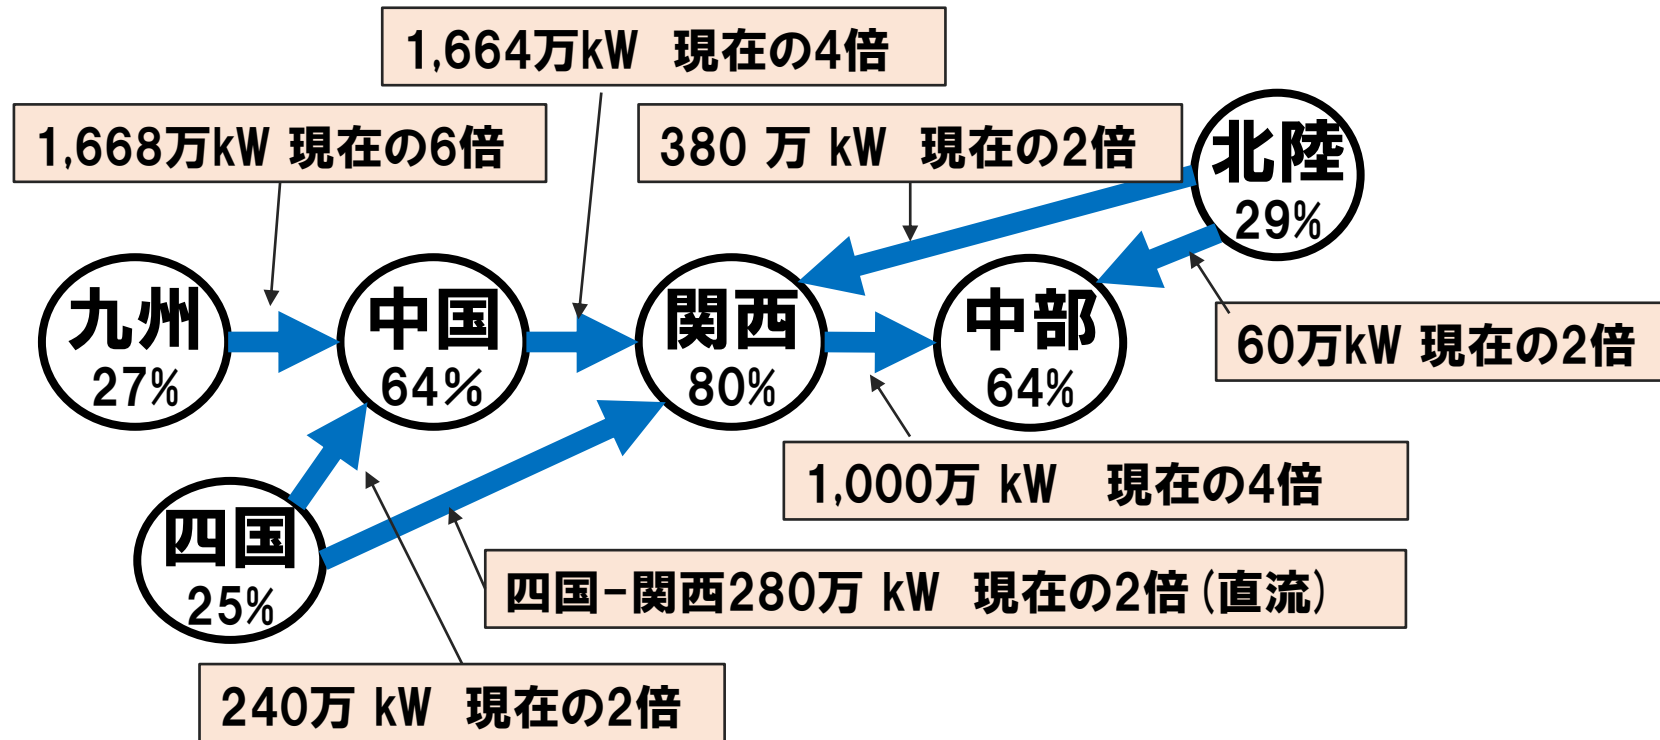 1,664万kW 現在の4倍
1,668万kW 現在の6倍
380 万 kW 現在の2倍
北陸
29%
九州
27%
中国
64%
関西
80%
中部
64%
60万kW 現在の2倍
1,000万 kW 現在の4倍
四国
25%
四国-関西280万 kW 現在の2倍(直流)
240万 kW 現在の2倍